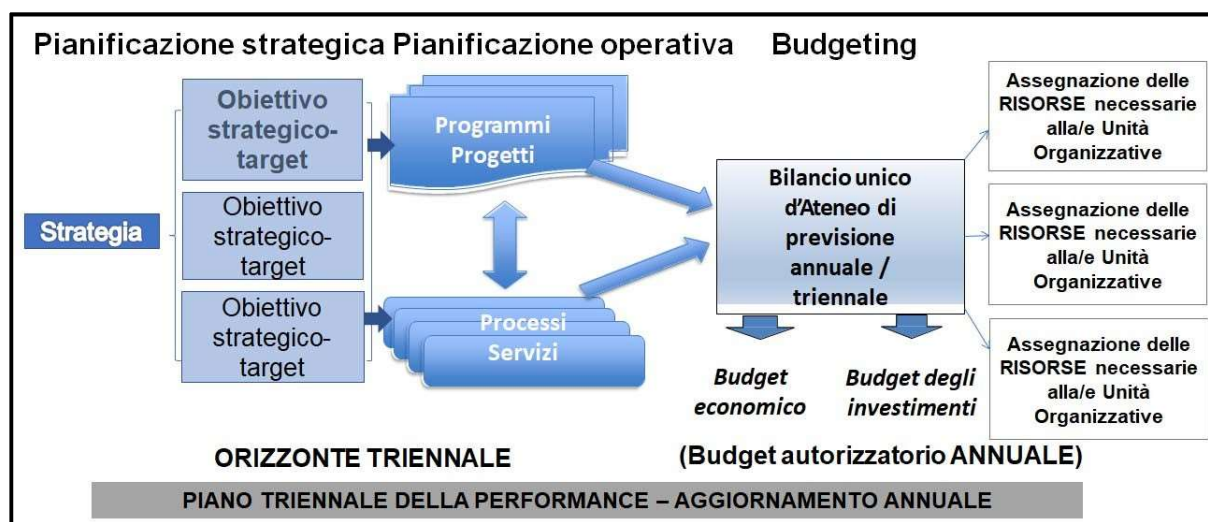 Pianificazione strategica Pianificazione operativa Budgeting
Strategia
Obiettivo
strategico-
target
Obiettivo
strategico-
target
Obiettivo
strategico-
target
Programmi
Progetti
Processi
Servizi
Bilancio unico
d'Ateneo di
previsione
annuale /
triennale
Budget
economico
Budget degli
investimenti
Assegnazione delle
RISORSE necessarie
alla/e Unità
Organizzative
Assegnazione delle
RISORSE necessarie
alla/e Unità
Organizzative
Assegnazione delle
RISORSE necessarie
alla/e Unità
Organizzative
ORIZZONTE TRIENNALE
(Budget autorizzatorio ANNUALE)
PIANO TRIENNALE DELLA PERFORMANCE – AGGIORNAMENTO ANNUALE